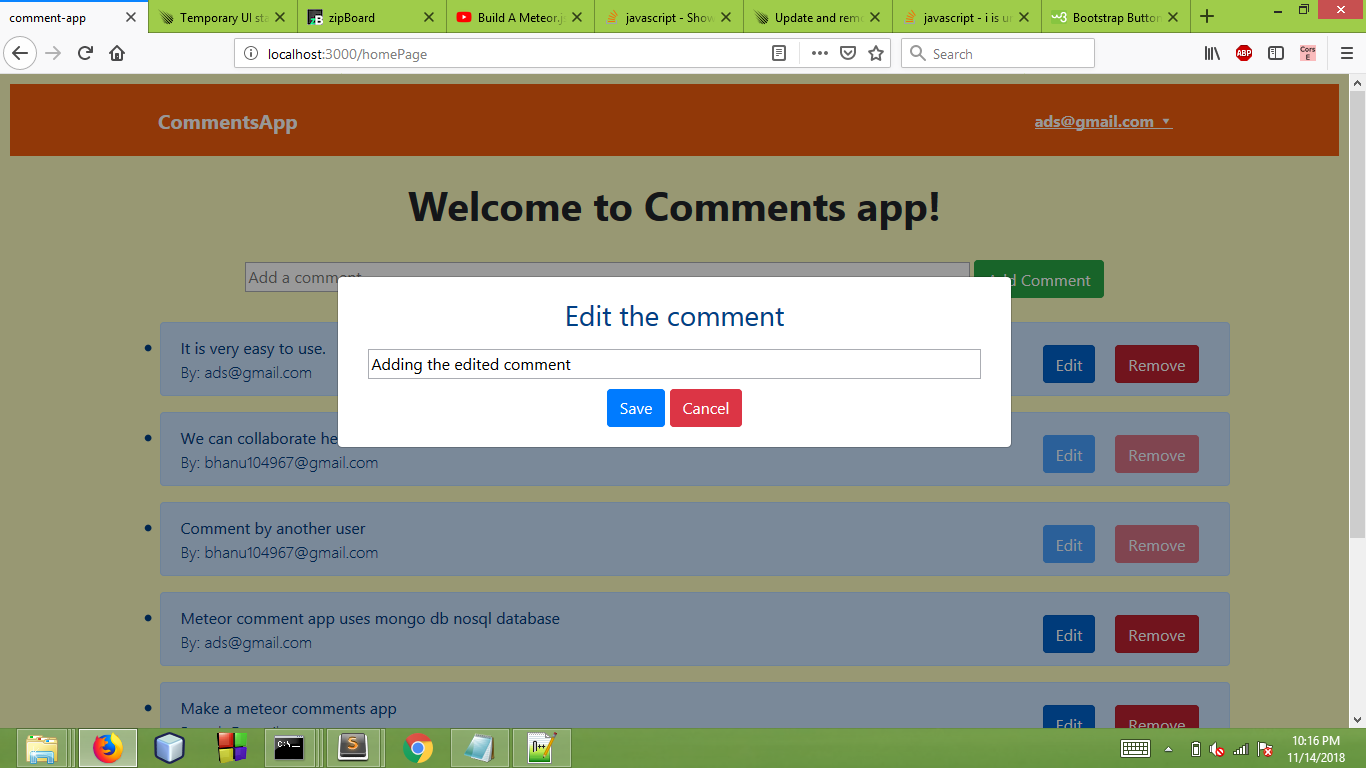 comment-app
Temporary UI sta
zipBoard
Build A Meteor.js
javascript - Show
Update and rem
javascript - i is u
Bootstrap Button
localhost:3000/homePage
Search
ABP
Cors
E
CommentsApp
ads@gmail.com
Welcome to Comments app!
Add a comment
Comment
Edit the comment
Adding the edited comment
Save Cancel
It is very easy to use.
By: ads@gmail.com
Edit Remove
We can collaborate he
By: bhanu104967@gmail.com
Edit Remove
Comment by another user
By: bhanu104967@gmail.com
Edit Remove
Meteor comment app uses mongo db nosql database
By: ads@gmail.com
Edit Remove
Make a meteor comments app
Edit Remove
10:16 PM
11/14/2018